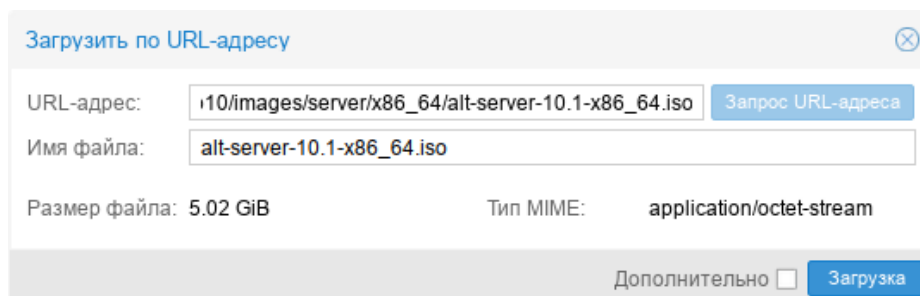 Загрузить по URL-адресу
URL-адрес: 10/images/server/x86_64/alt-server-10.1-x86_64.iso Запрос URL-адреса
Имя файла: alt-server-10.1-x86_64.iso
Размер файла: 5.02 GiB Тип MIME: application/octet-stream
Дополнительно Загрузка